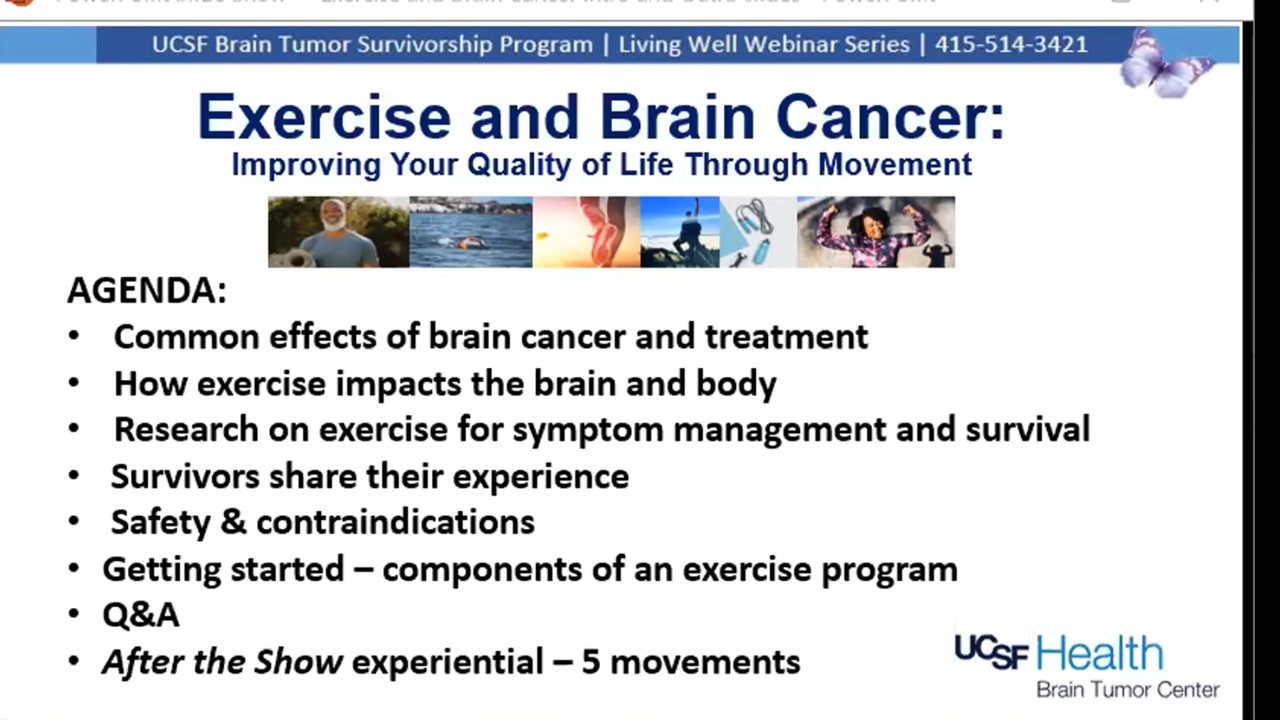 UCSF Brain Tumor Survivorship Program | Living Well Webinar Series | 415-514-3421
Exercise and Brain Cancer:
Improving Your Quality of Life Through Movement
AGENDA:
• Common effects of brain cancer and treatment
• How exercise impacts the brain and body
• Research on exercise for symptom management and survival
• Survivors share their experience
• Safety & contraindications
• Getting started – components of an exercise program
• Q&A
• After the Show experiential – 5 movements
UCSF Health
Brain Tumor Center